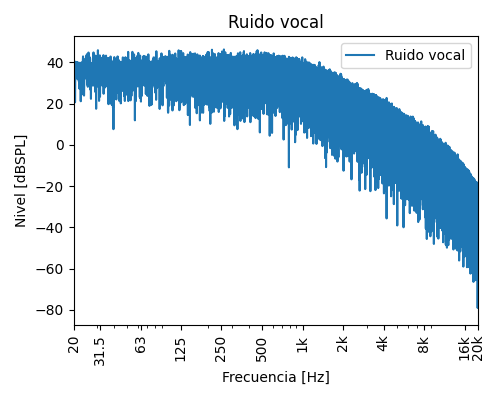 Ruido vocal
Ruido vocal
Nivel [dBSPL]
40
20
0
−20
−40
−60
−80
20
31.5
63
125
250
500
1k
2k
4k
8k
16k
20k
Frecuencia [Hz]